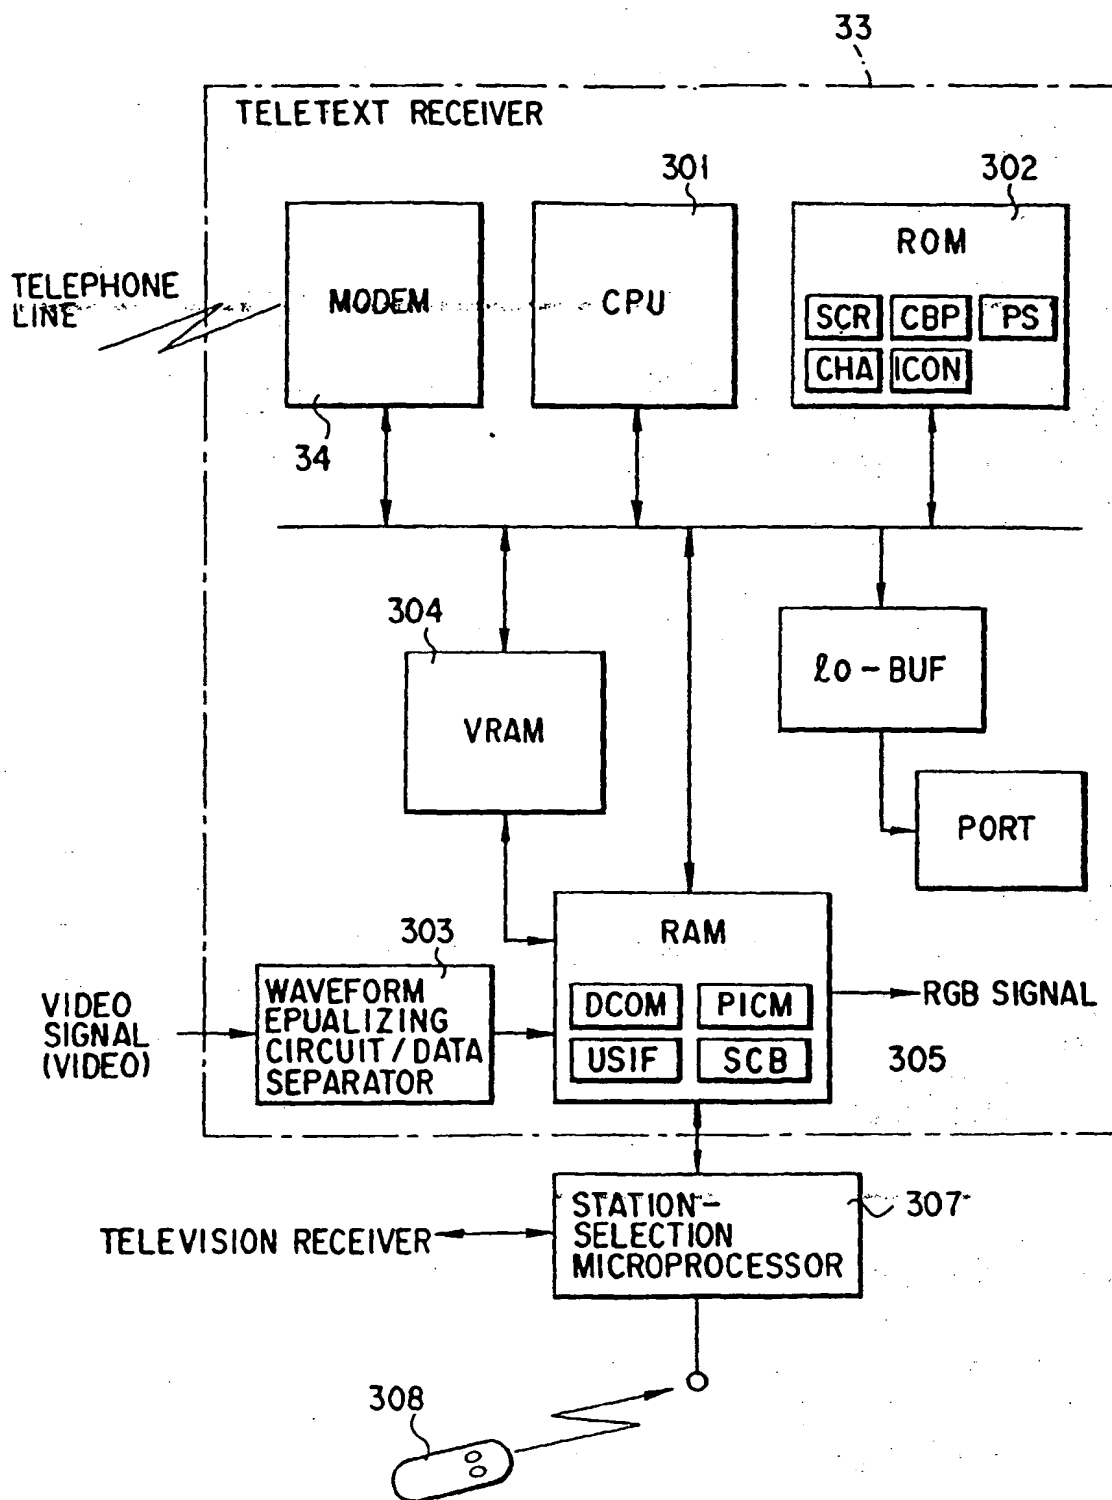 33
TELETEXT RECEIVER
301
302
ROM
TELEPHONE
LINE
MODEM
CPU
SCR CBP PS
CHA ICON
34
304
VRAM
lo-BUF
PORT
303
RAM
WAVEFORM
EPUALIZING
CIRCUIT/DATA
SEPARATOR
VIDEO
SIGNAL
(VIDEO)
DCOM PICM
USIF SCB
RGB SIGNAL
305
STATION-
SELECTION
MICROPROCESSOR
307
TELEVISION RECEIVER
308